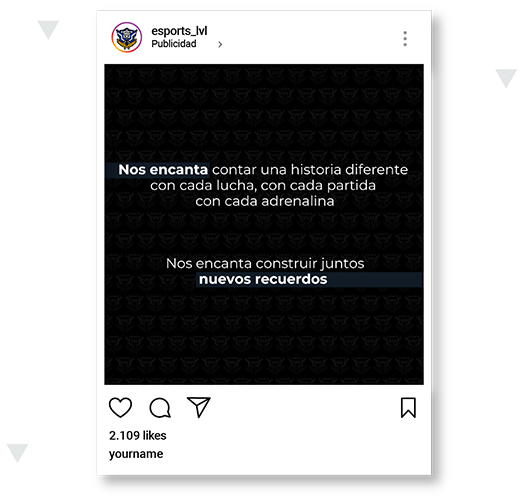 esports_lvl
Publicidad
Nos encanta contar una historia diferente
con cada lucha, con cada partida
con cada adrenalina
Nos encanta construir juntos
nuevos recuerdos
2.109 likes
yourname